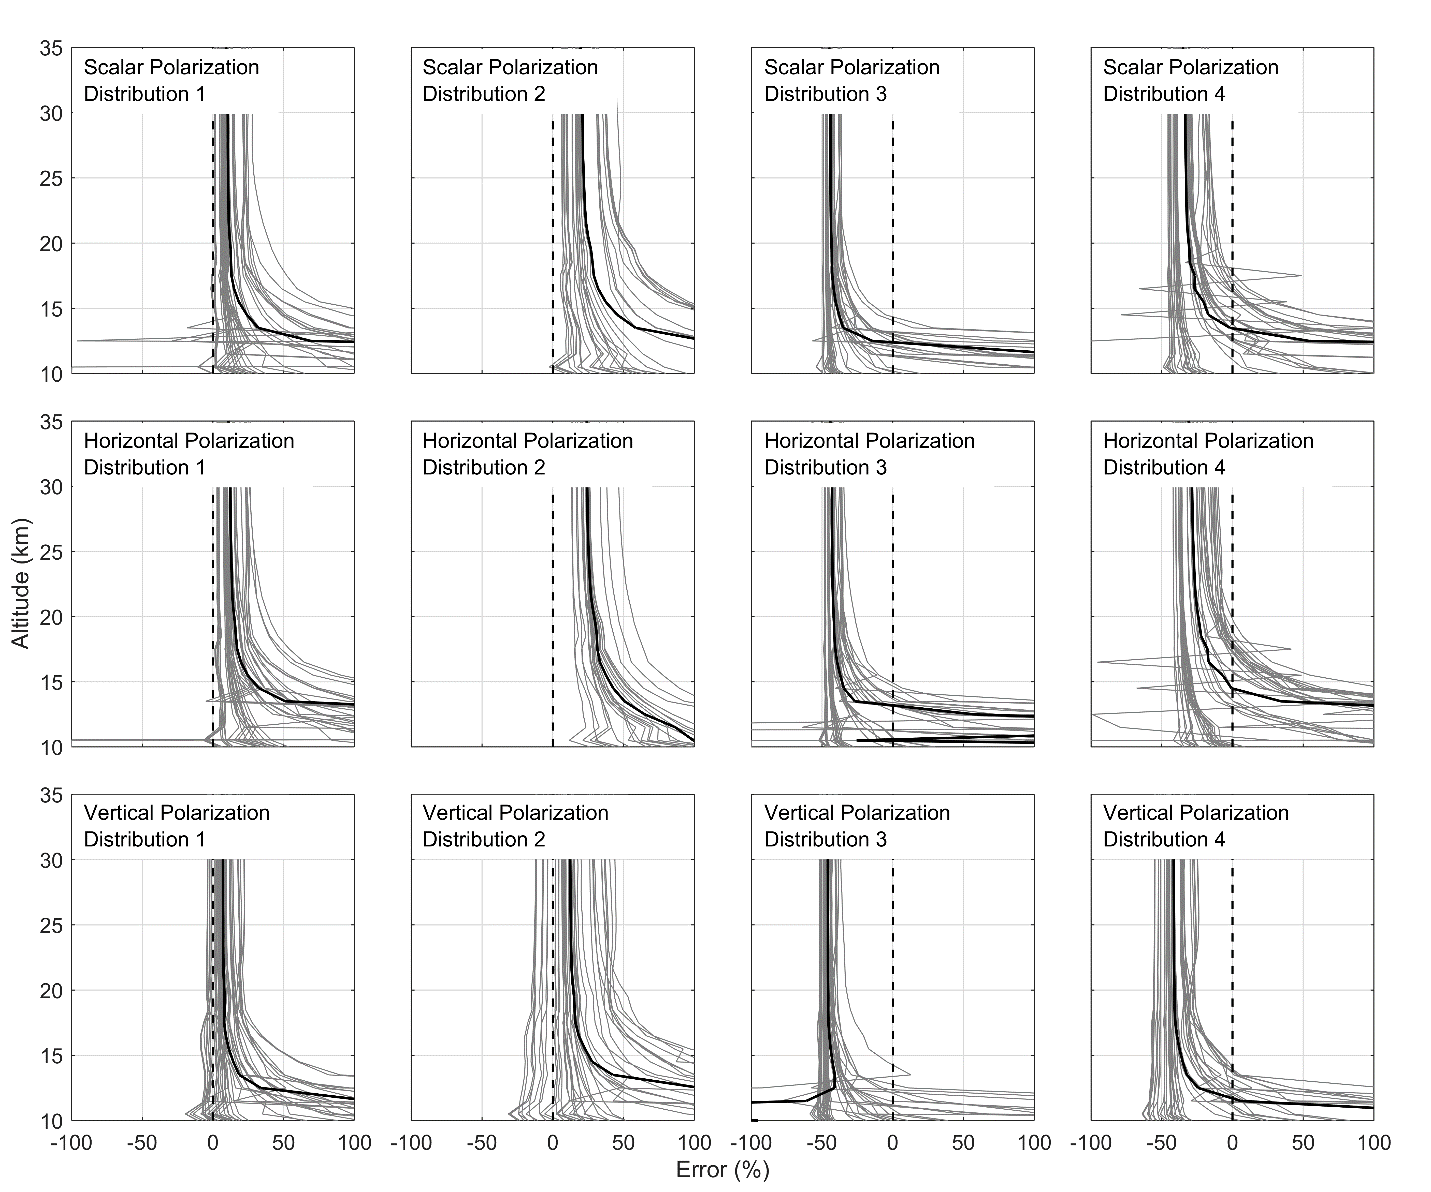 35
30
25
20
15
10
Scalar Polarization
Distribution 1
Scalar Polarization
Distribution 2
Scalar Polarization
Distribution 3
Scalar Polarization
Distribution 4
Altitude (km)
35
30
25
20
15
10
Horizontal Polarization
Distribution 1
Horizontal Polarization
Distribution 2
Horizontal Polarization
Distribution 3
Horizontal Polarization
Distribution 4
35
30
25
20
15
10
Vertical Polarization
Distribution 1
Vertical Polarization
Distribution 2
Vertical Polarization
Distribution 3
Vertical Polarization
Distribution 4
-100 -50 0 50 100 -100 -50 0 50 100 -100 -50 0 50 100 -100 -50 0 50 100
Error (%)